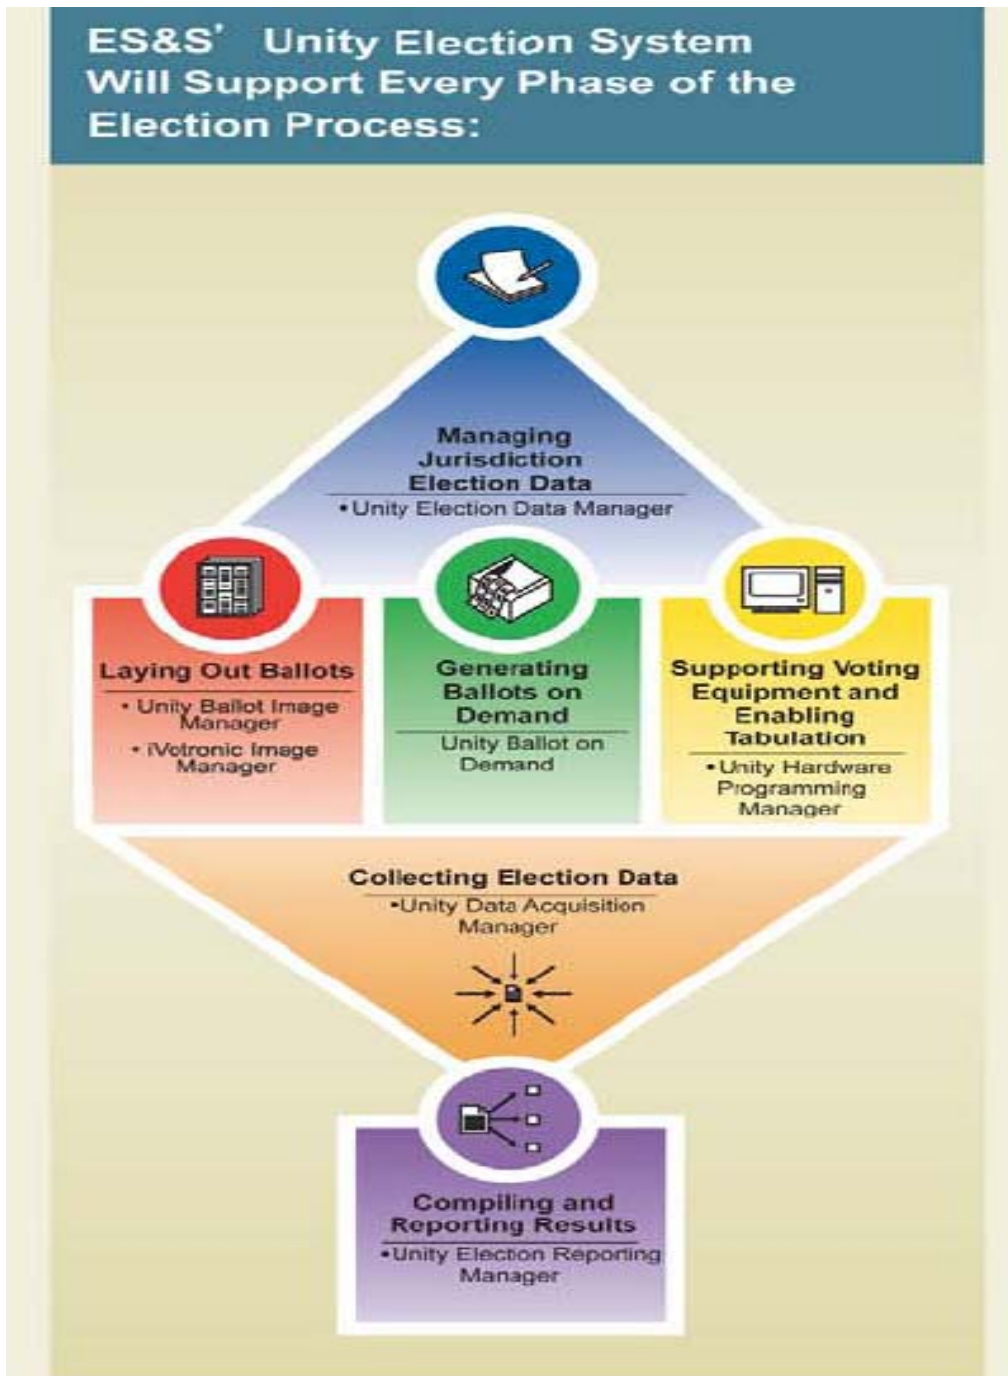 ES&S' Unity Election System
Will Support Every Phase of the
Election Process:
Managing
Jurisdiction
Election Data
•Unity Election Data Manager
Laying Out Ballots
• Unity Ballot Image
Manager
• iVotronic Image
Manager
Generating
Ballots on
Demand
Unity Ballot on
Demand
Supporting Voting
Equipment and
Enabling
Tabulation
•Unity Hardware
Programming
Manager
Collecting Election Data
•Unity Data Acquisition
Manager
Compiling and
Reporting Results
•Unity Election Reporting
Manager